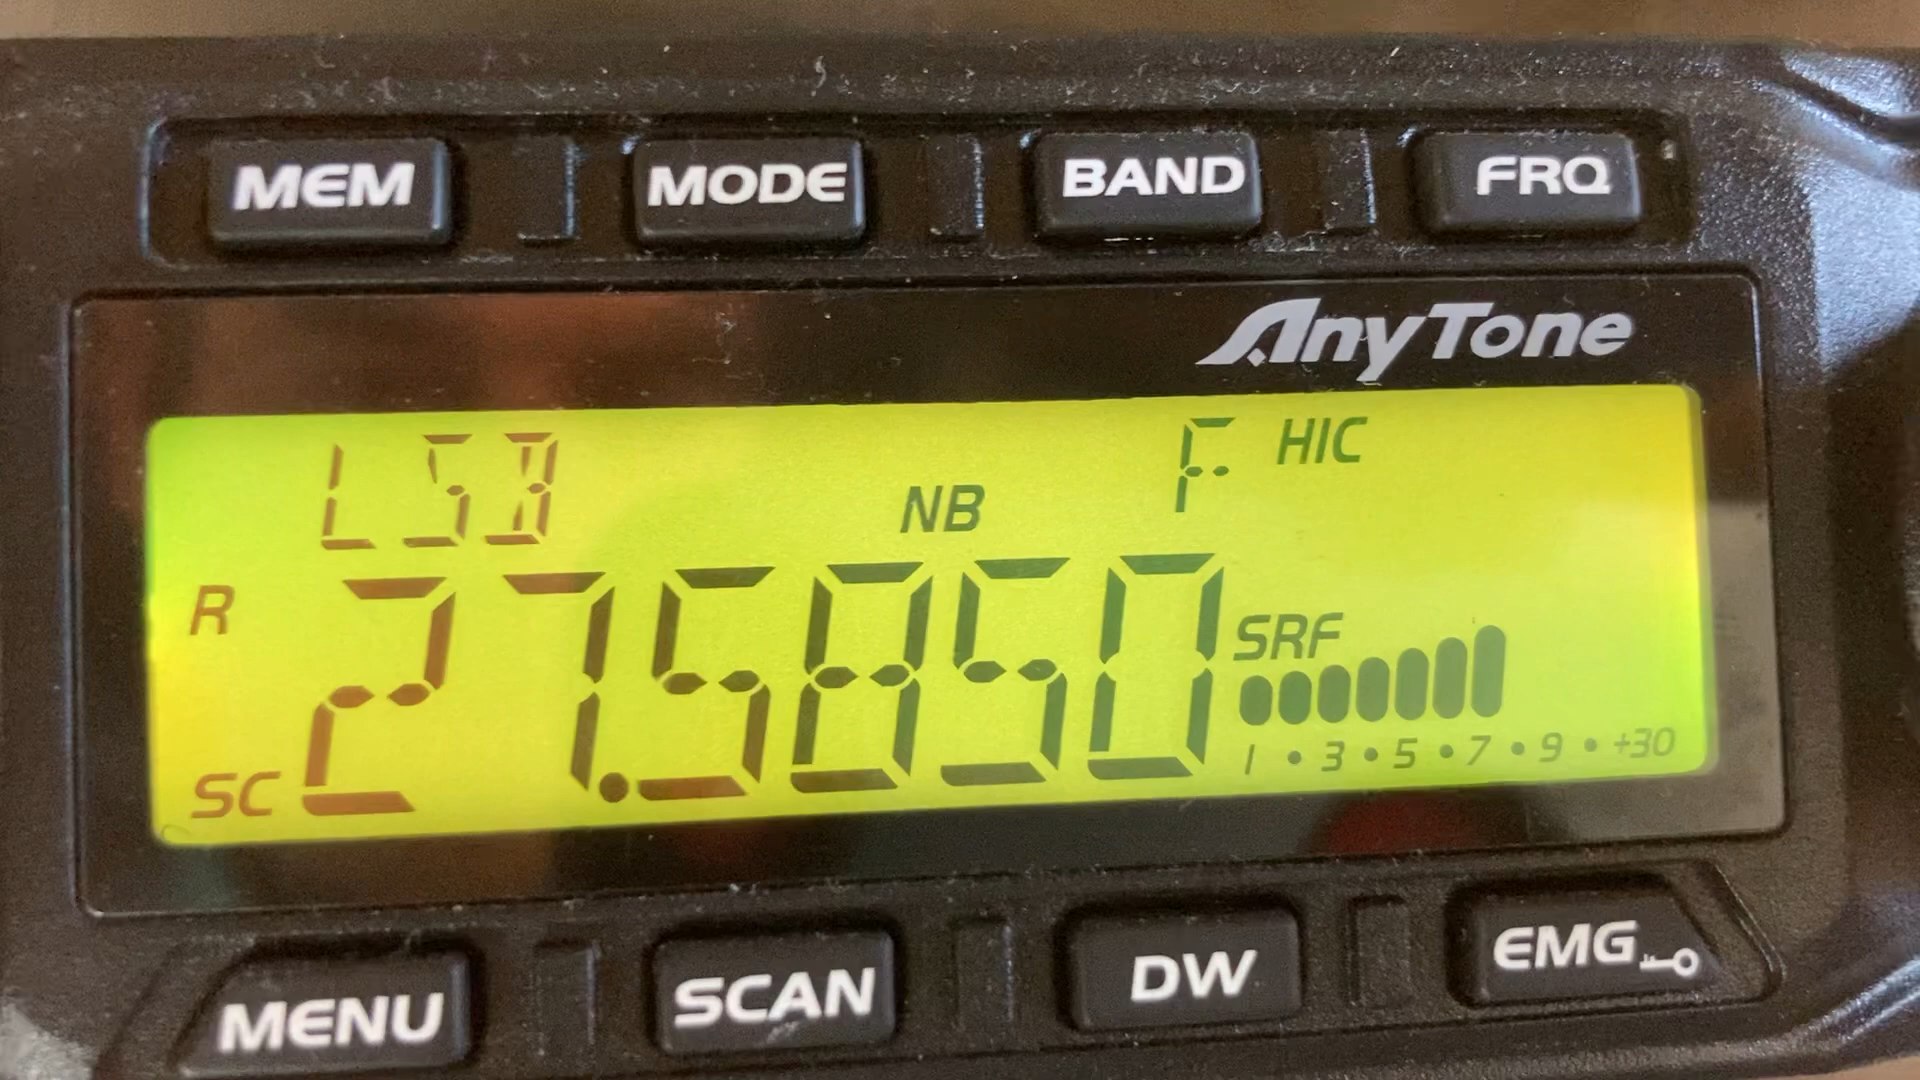 MEM MODE BAND FRQ
AnyTone
LSB NB F HIC
R 27.5850 SRF
SC 1 • 3 • 5 • 7 • 9 • +30
MENU SCAN DW EMG